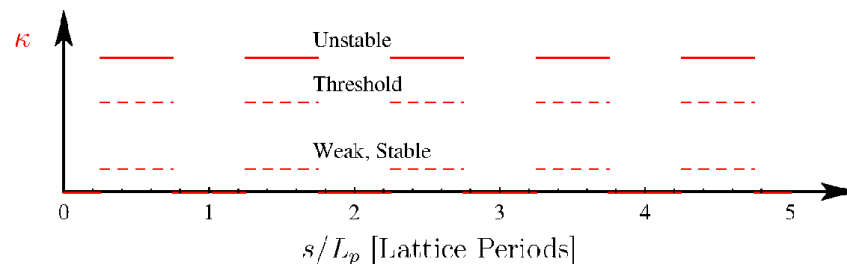 κ
Unstable
Threshold
Weak, Stable
0 1 2 3 4 5
s/L_p [Lattice Periods]